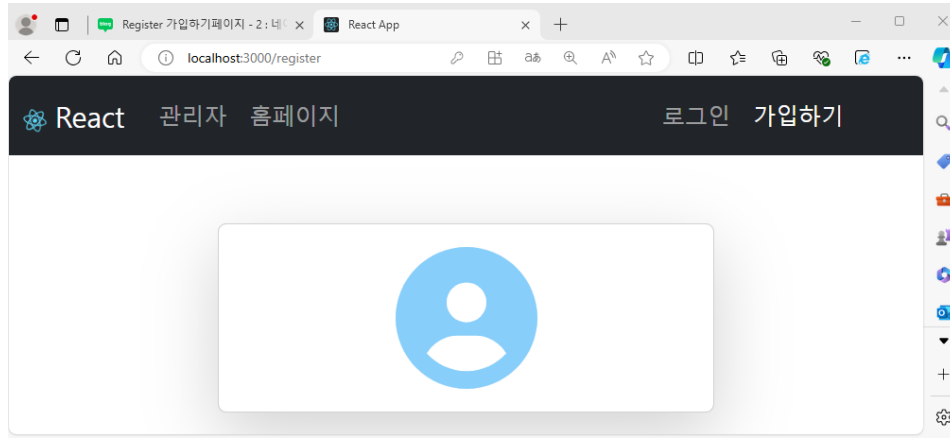 Register 가입하기페이지 - 2 : 네이
React App
localhost:3000/register
React 관리자 홈페이지 로그인 가입하기